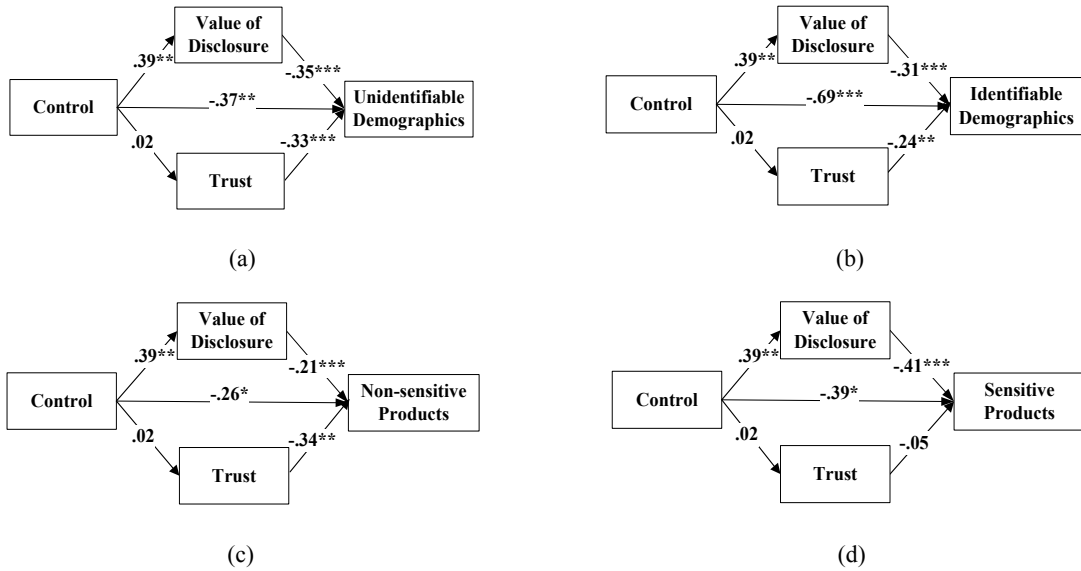 Value of
Disclosure
.39**
-.35***
Control
-.37**
Unidentifiable
Demographics
.02
-.33***
Trust
(a)
Value of
Disclosure
.39**
-.31***
Control
-.69***
Identifiable
Demographics
.02
-.24**
Trust
(b)
Value of
Disclosure
.39**
-.21***
Control
-.26*
Non-sensitive
Products
.02
-.34**
Trust
(c)
Value of
Disclosure
.39**
-.41***
Control
-.39*
Sensitive
Products
.02
-.05
Trust
(d)